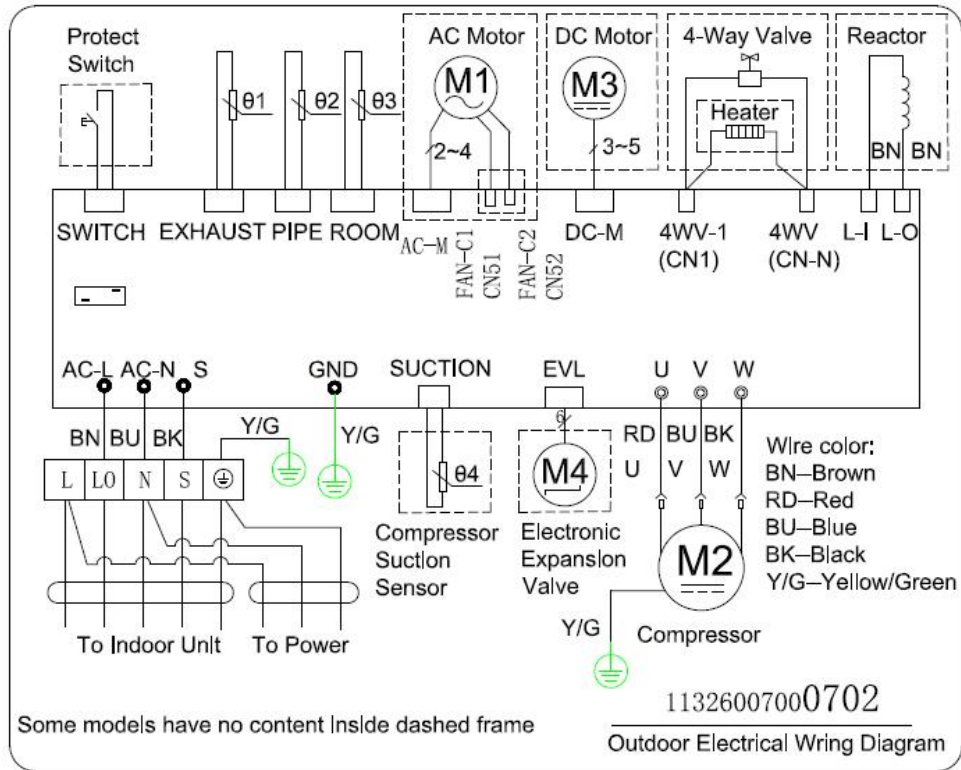 Protect
Switch
θ1
θ2
θ3
AC Motor
M1
2~4
DC Motor
M3
3~5
4-Way Valve
Heater
Reactor
BN BN
SWITCH EXHAUST PIPE ROOM
AC-M
FAN-C1
CN51
FAN-C2
CN52
DC-M
4WV-1
(CN1)
4WV
(CN-N)
L-I L-O
AC-L AC-N S
GND
SUCTION
EVL
U V W
BN BU BK
Y/G
Y/G
6
RD BU BK
U V W
L LO N S
θ4
M4
M2
Compressor
Suction
Sensor
Electronic
Expansion
Valve
Wire color:
BN—Brown
RD—Red
BU—Blue
BK—Black
Y/G—Yellow/Green
Y/G
Compressor
To Indoor Unit
To Power
Some models have no content inside dashed frame
11326007000702
Outdoor Electrical Wring Diagram